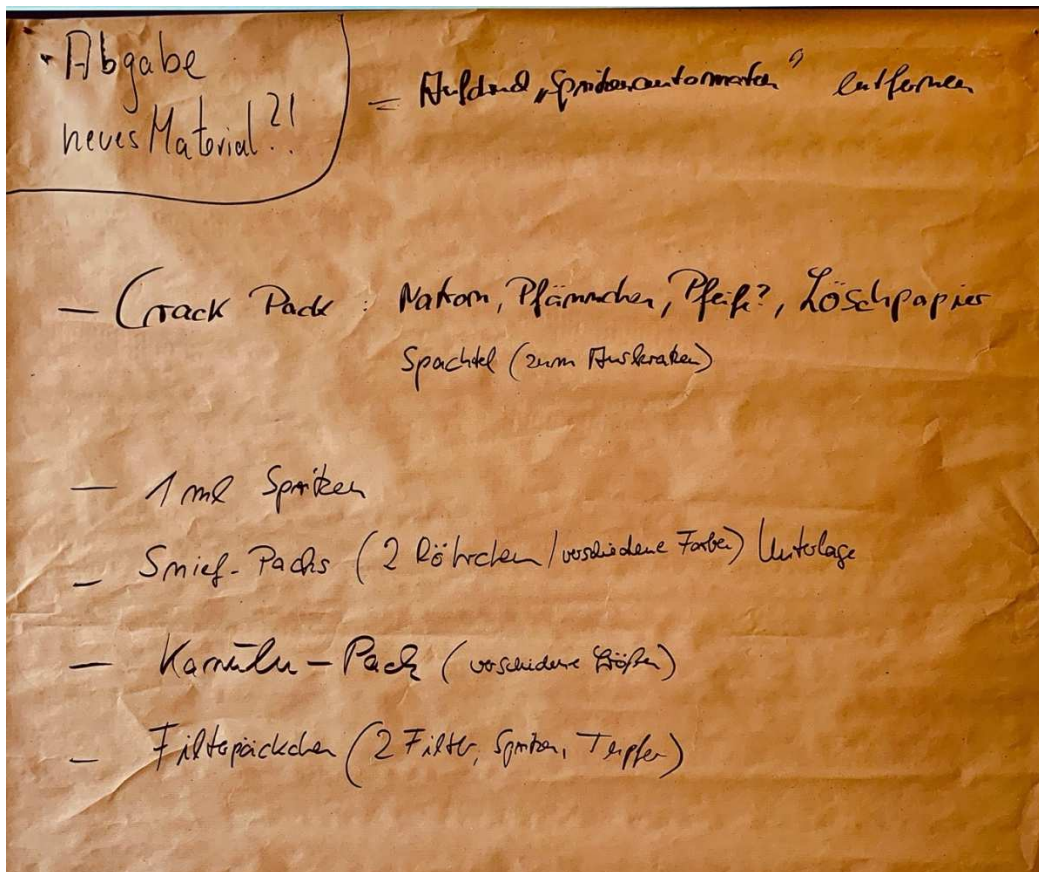 Abgabe
neues Material?!
= Aufdruck „Spritzenautomaten" entfernen
– Crack Pack : Natron, Pfännchen, Pfeife?, Löschpapier
Spachtel (zum Auskratzen)
– 1 ml Spritzen
– Snief-Packs (2 Röhrchen/verschiedene Farben) Unterlage
– Kanülen-Pack (verschiedene Größen)
– Filterpäckchen (2 Filter, Spritzen, Tupfer)